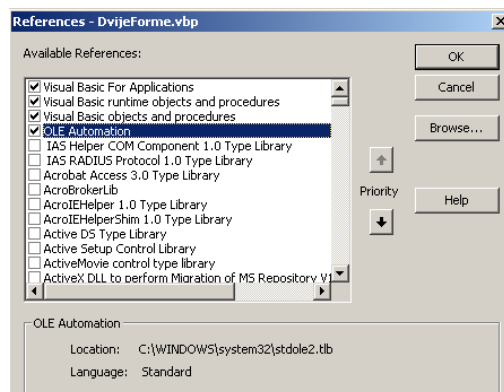 References - DvijeForme.vbp
Available References:
OK
Cancel
Browse...
Help
Priority
Visual Basic For Applications
Visual Basic runtime objects and procedures
Visual Basic objects and procedures
OLE Automation
IAS Helper COM Component 1.0 Type Library
IAS RADIUS Protocol 1.0 Type Library
Acrobat Access 3.0 Type Library
AcroBrokerLib
AcroIEHelper 1.0 Type Library
AcroIEHelperShim 1.0 Type Library
Active DS Type Library
Active Setup Control Library
ActiveMovie control type library
ActiveX DLL to perform Migration of MS Repository V1
OLE Automation
Location: C:\WINDOWS\system32\stdole2.tlb
Language: Standard